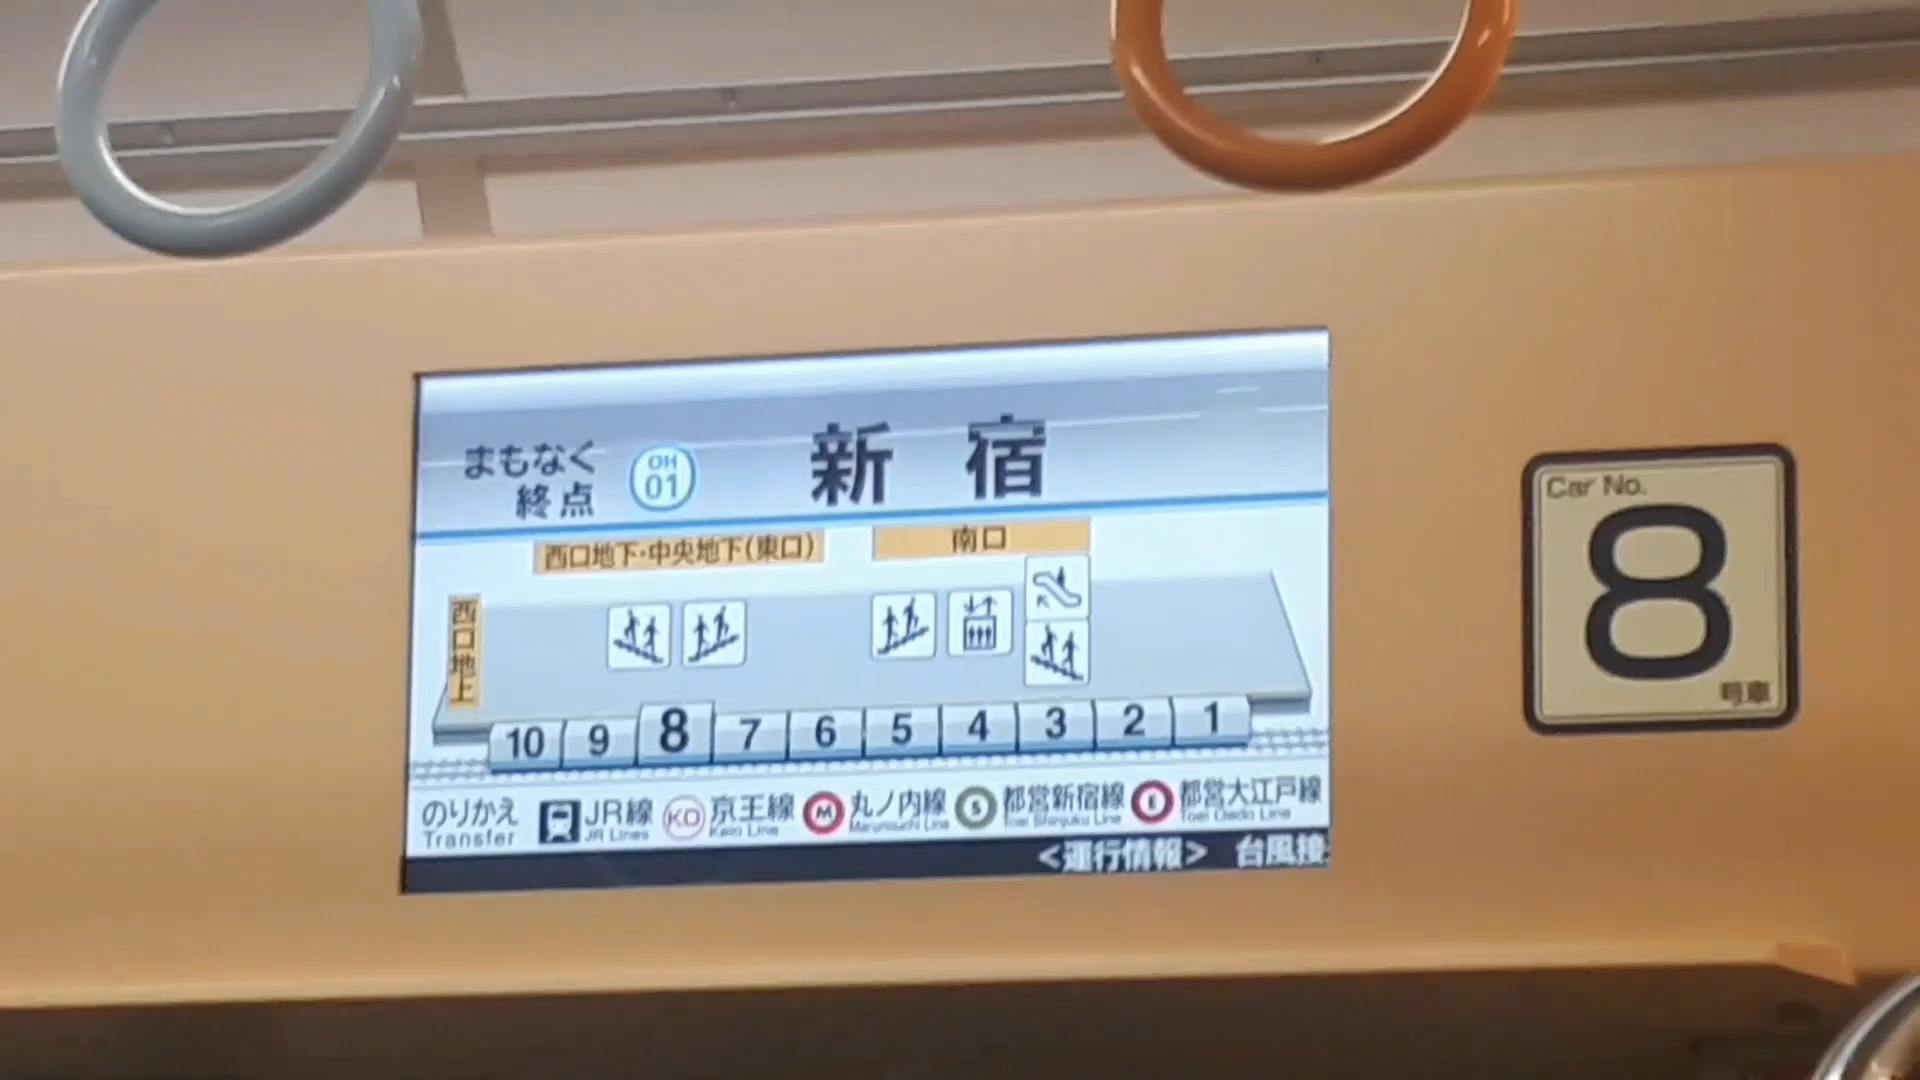 まもなく
終点
OH
01
新宿
西口地下・中央地下(東口)
南口
西口地上
10 9 8 7 6 5 4 3 2 1
のりかえ
Transfer
JR線
JR Lines
KO 京王線
Keio Line
M 丸ノ内線
Marunouchi Line
S 都営新宿線
Toei Shinjuku Line
E 都営大江戸線
Toei Oedo Line
<運行情報> 台風接
Car No.
8
号車